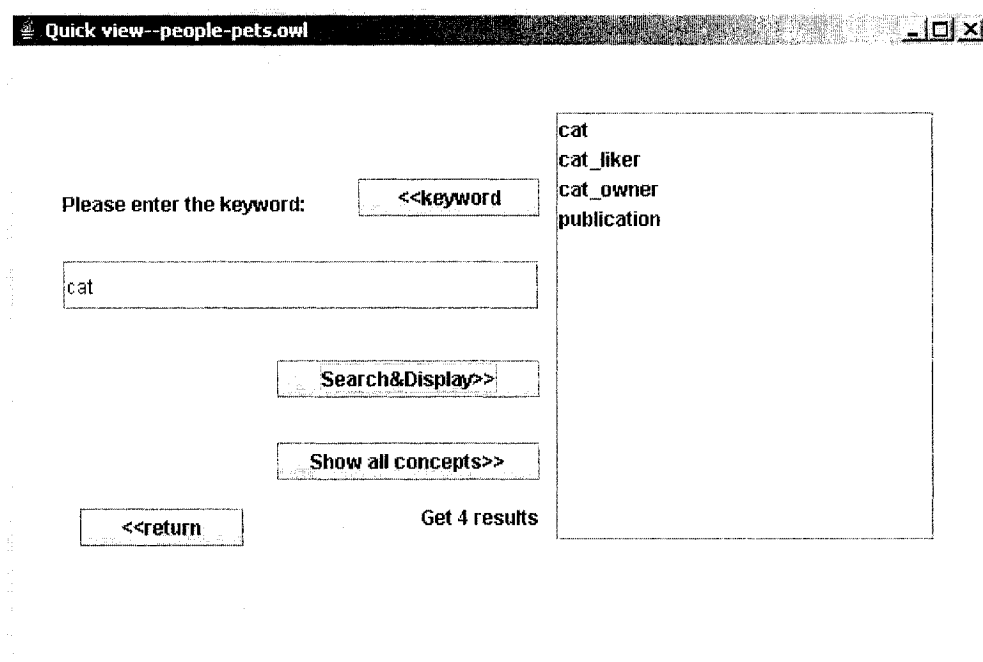 Quick view--people-pets.owl
Please enter the keyword:
<<keyword
cat
Search&Display>>
Show all concepts>>
<<return
Get 4 results
cat
cat_liker
cat_owner
publication